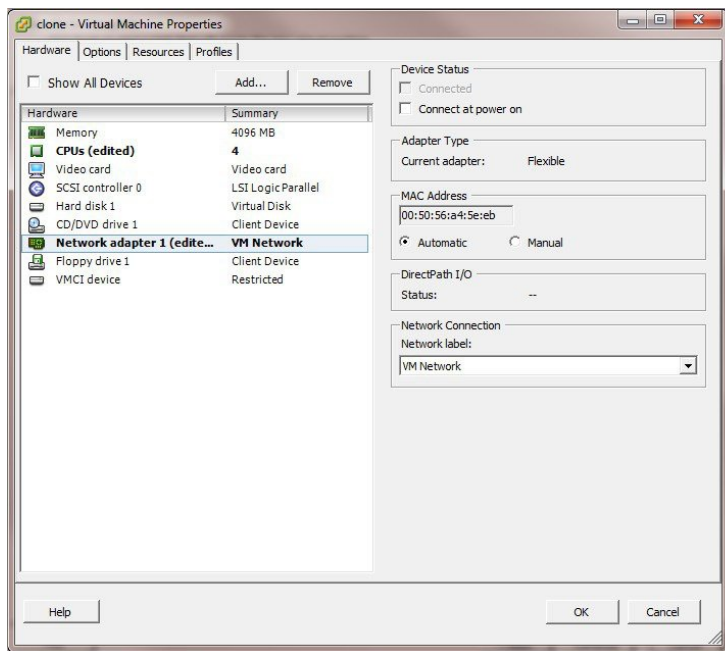 clone - Virtual Machine Properties
Hardware Options Resources Profiles
Show All Devices Add... Remove
Hardware Summary
Memory 4096 MB
CPUs (edited) 4
Video card Video card
SCSI controller 0 LSI Logic Parallel
Hard disk 1 Virtual Disk
CD/DVD drive 1 Client Device
Network adapter 1 (edite... VM Network
Floppy drive 1 Client Device
VMCI device Restricted
Device Status
Connected
Connect at power on
Adapter Type
Current adapter: Flexible
MAC Address
00:50:56:a4:5e:eb
Automatic Manual
DirectPath I/O
Status: --
Network Connection
Network label:
VM Network
Help OK Cancel